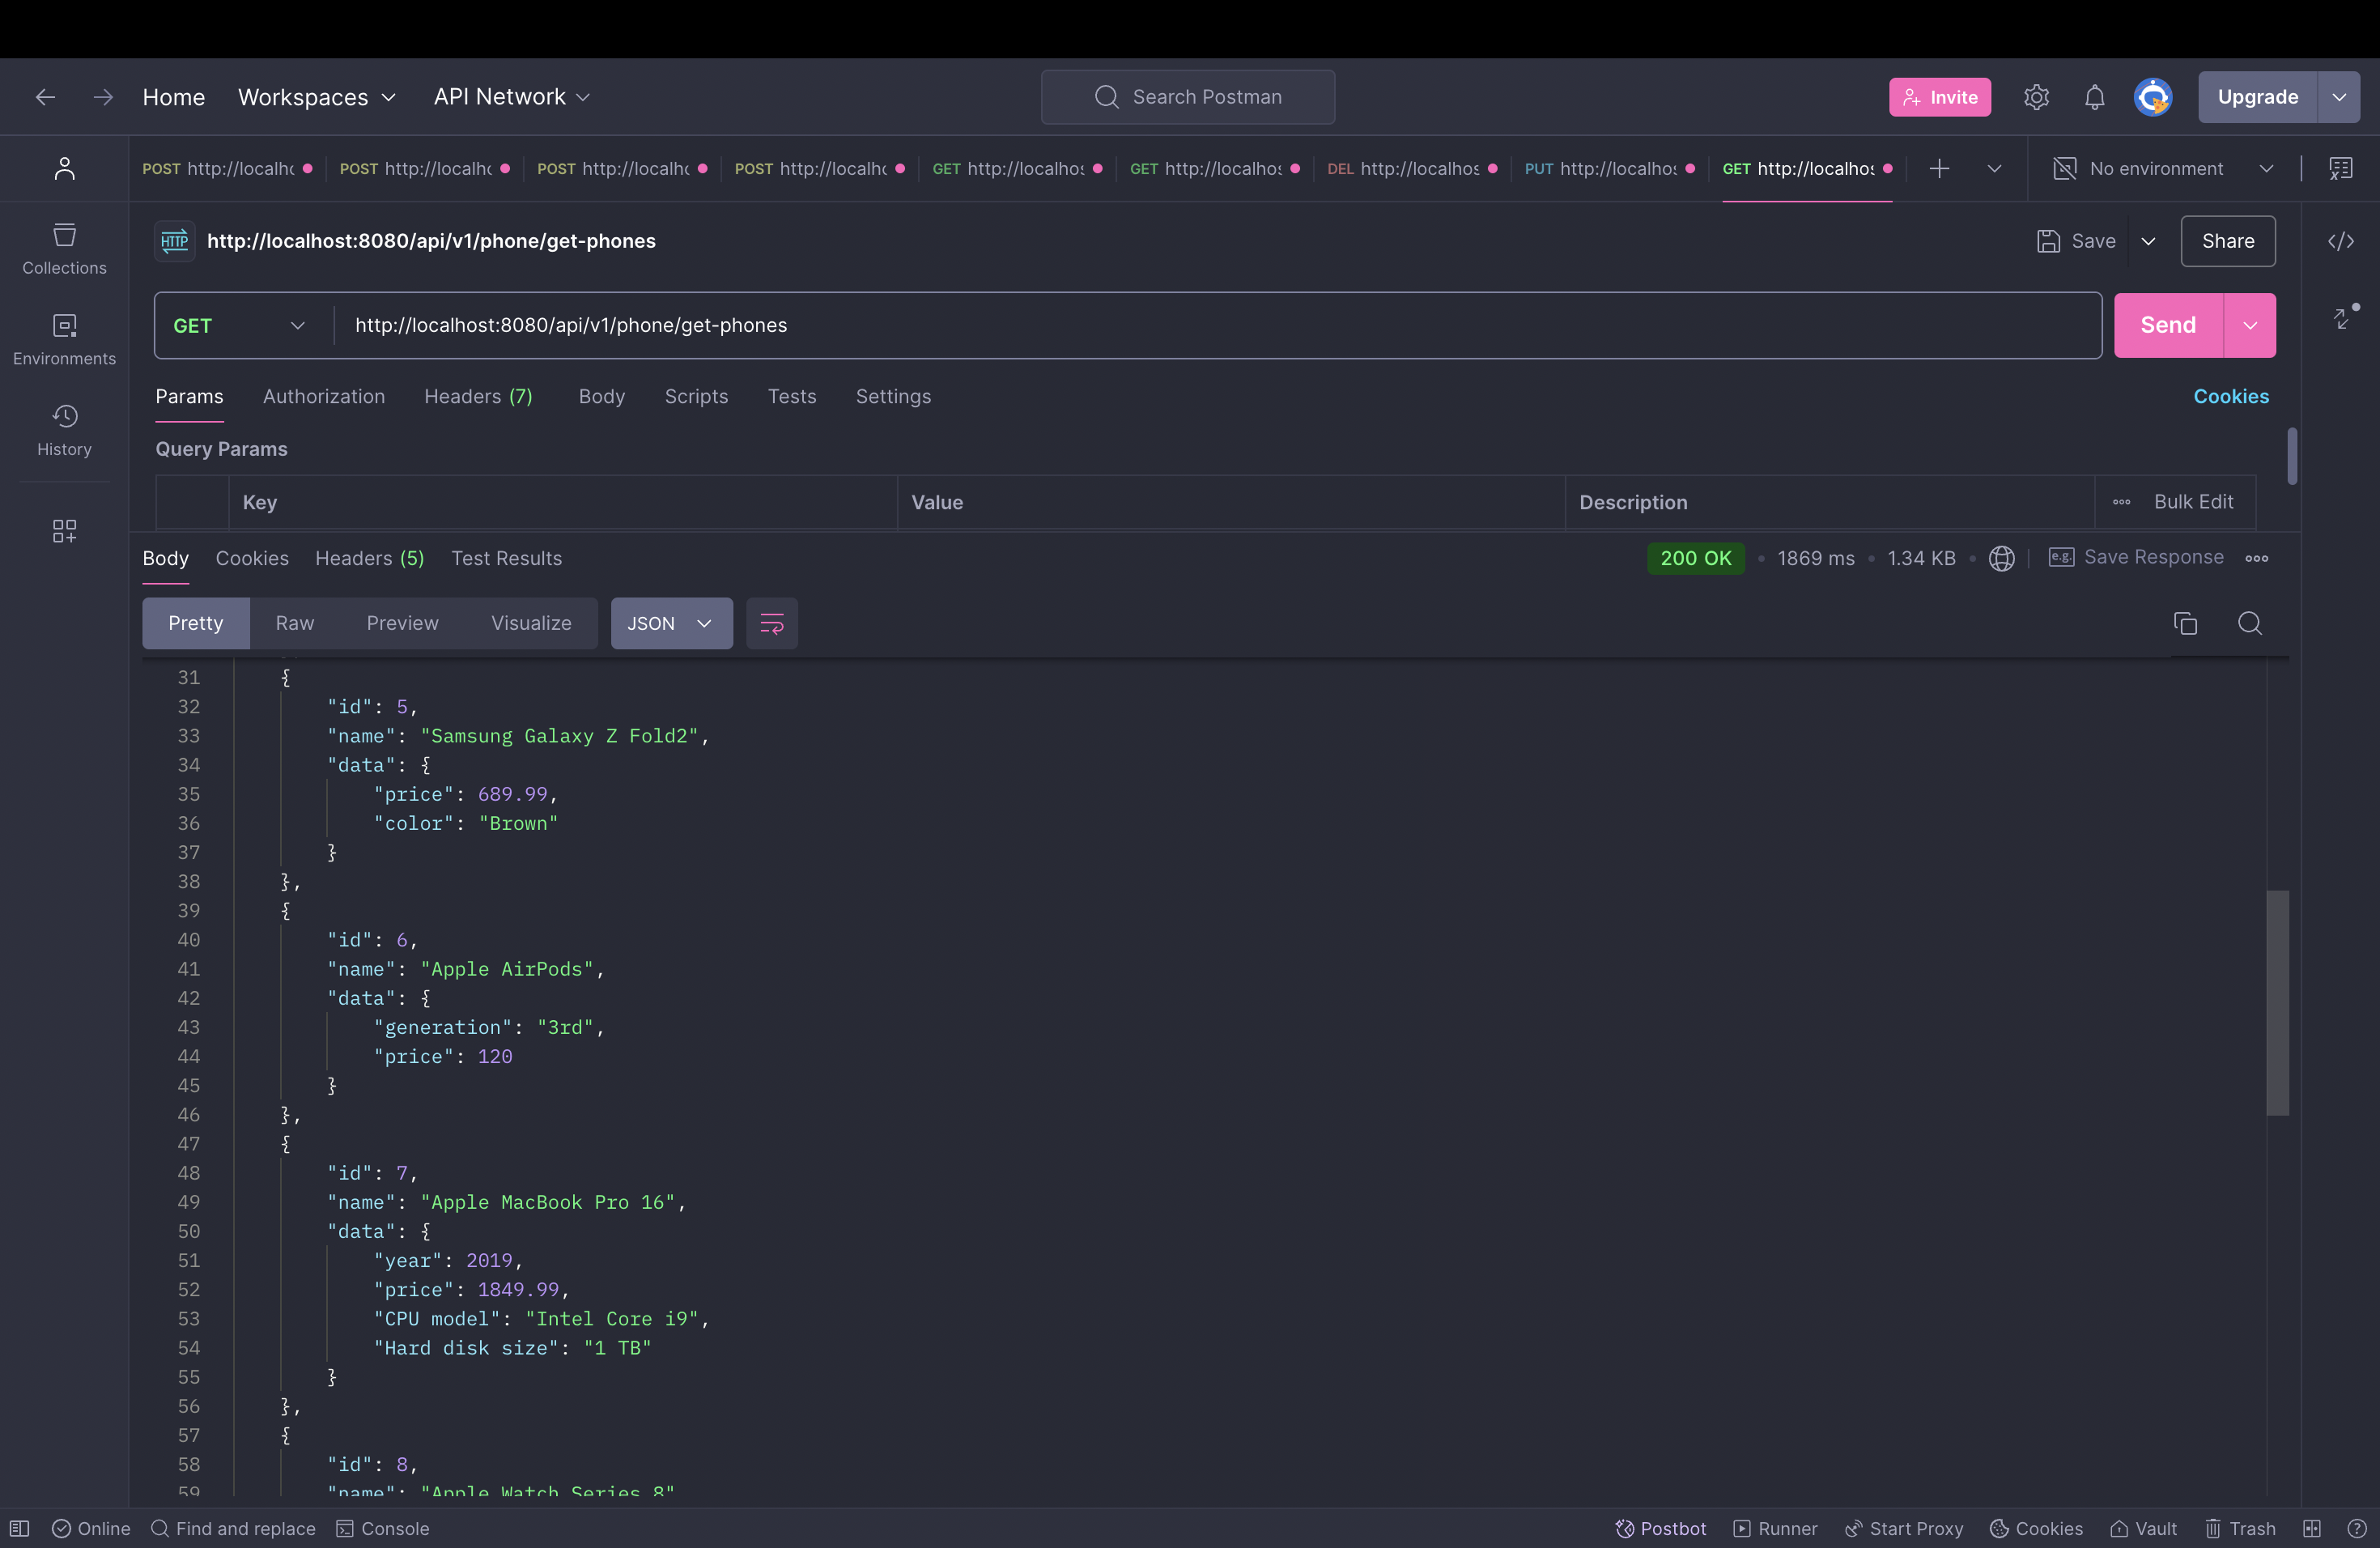 Home Workspaces API Network Search Postman Invite Upgrade
POST http://localh POST http://localh POST http://localh POST http://localh GET http://localhos GET http://localhos DEL http://localhos PUT http://localhos GET http://localhos No environment
HTTP http://localhost:8080/api/v1/phone/get-phones Save Share
Collections
GET http://localhost:8080/api/v1/phone/get-phones Send
Environments
Params Authorization Headers (7) Body Scripts Tests Settings Cookies
History
Query Params
Key Value Description Bulk Edit
Body Cookies Headers (5) Test Results 200 OK 1869 ms 1.34 KB e.g. Save Response
Pretty Raw Preview Visualize JSON
31 {
32 "id": 5,
33 "name": "Samsung Galaxy Z Fold2",
34 "data": {
35 "price": 689.99,
36 "color": "Brown"
37 }
38 },
39 {
40 "id": 6,
41 "name": "Apple AirPods",
42 "data": {
43 "generation": "3rd",
44 "price": 120
45 }
46 },
47 {
48 "id": 7,
49 "name": "Apple MacBook Pro 16",
50 "data": {
51 "year": 2019,
52 "price": 1849.99,
53 "CPU model": "Intel Core i9",
54 "Hard disk size": "1 TB"
55 }
56 },
57 {
58 "id": 8,
59 "name": "Apple Watch Series 8"
Online Find and replace Console Postbot Runner Start Proxy Cookies Vault Trash